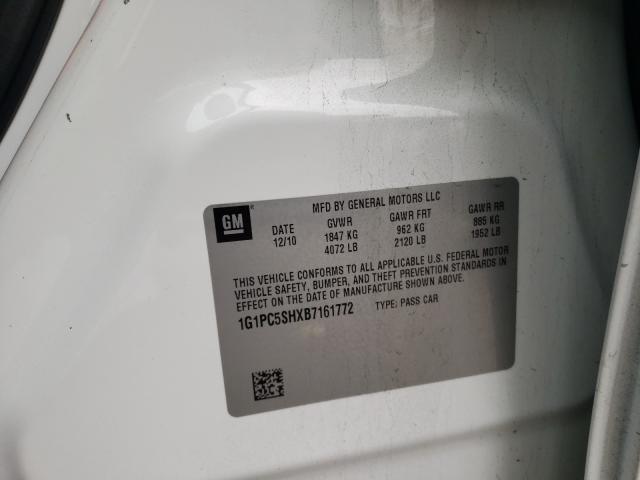 GM
MFD BY GENERAL MOTORS LLC
DATE GVWR GAWR FRT GAWR RR
12/10 1847 KG 962 KG 885 KG
4072 LB 2120 LB 1952 LB
THIS VEHICLE CONFORMS TO ALL APPLICABLE U.S. FEDERAL MOTOR
VEHICLE SAFETY, BUMPER, AND THEFT PREVENTION STANDARDS IN
EFFECT ON THE DATE OF MANUFACTURE SHOWN ABOVE.
1G1PC5SHXB7161772 TYPE: PASS CAR